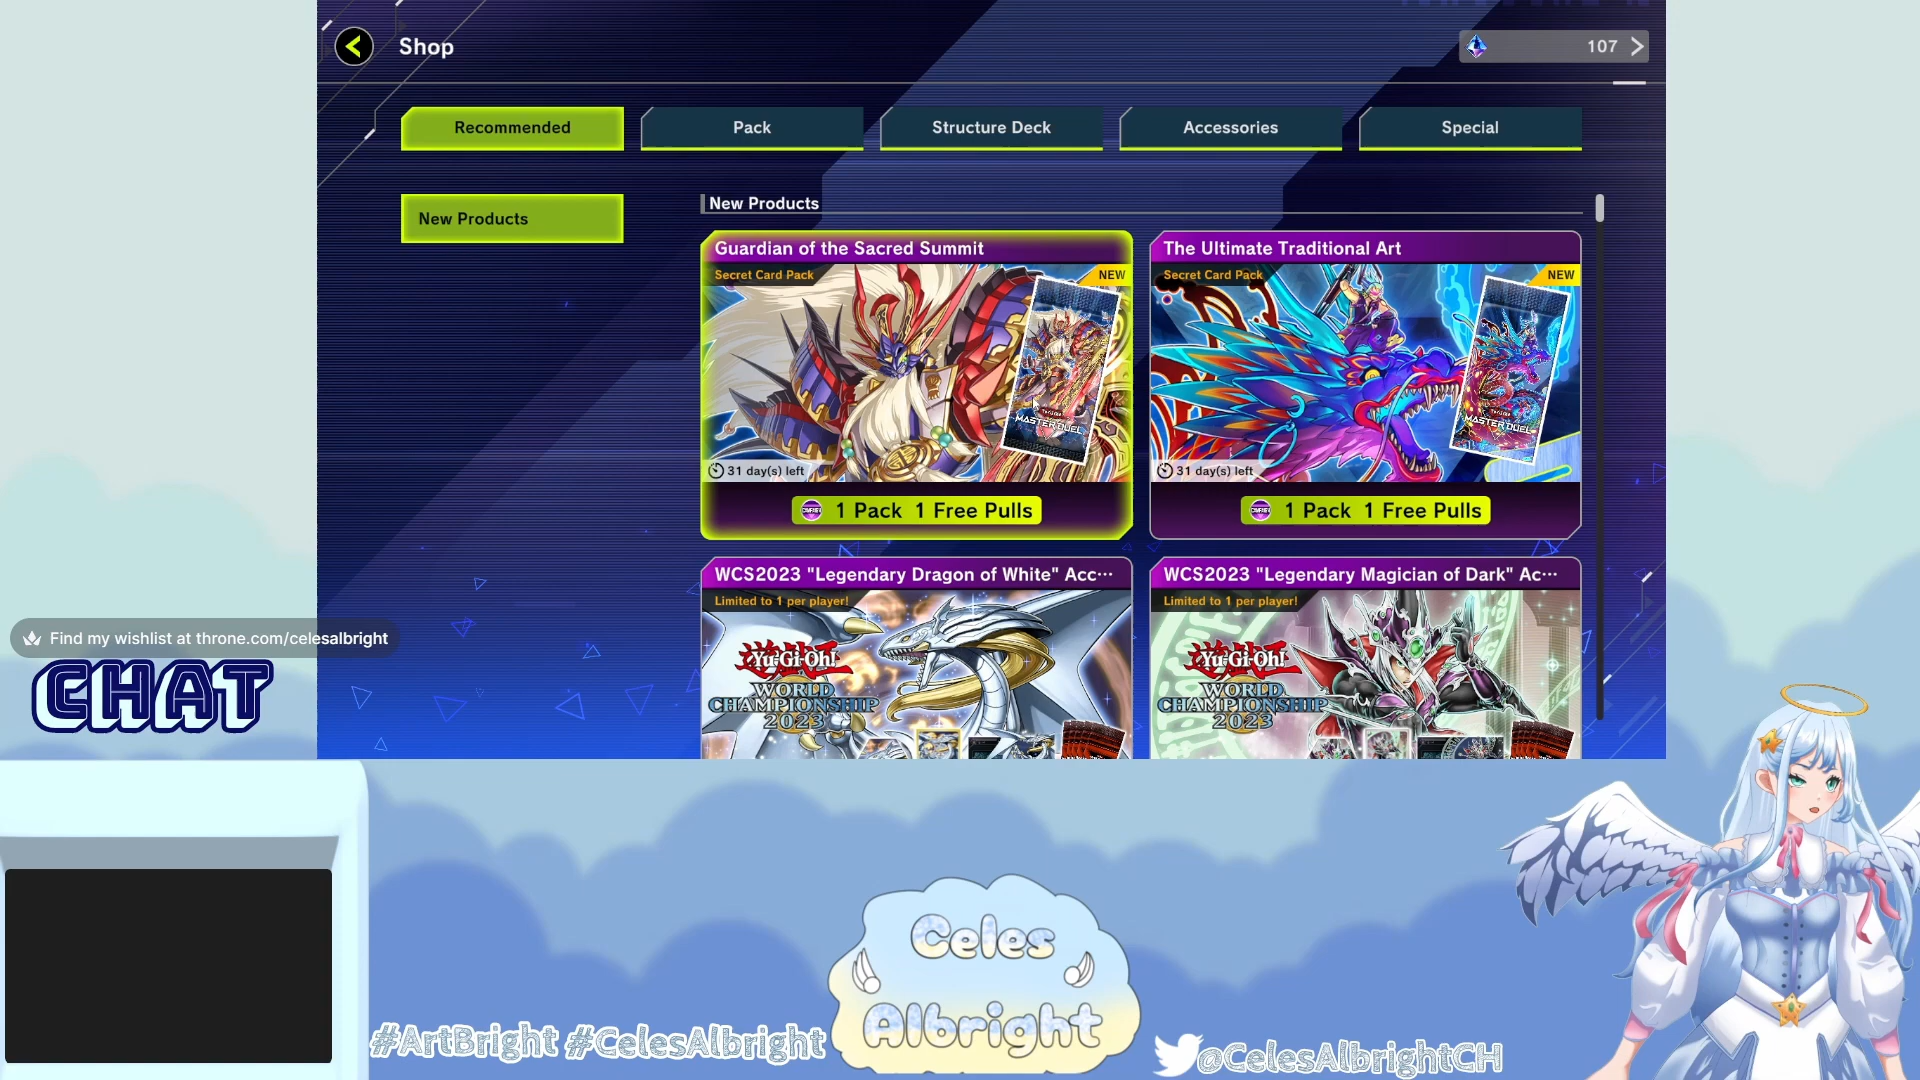 Shop
107
Recommended
Pack
Structure Deck
Accessories
Special
New Products
New Products
Guardian of the Sacred Summit
Secret Card Pack
NEW
MASTER DUEL
31 day(s) left
1 Pack 1 Free Pulls
The Ultimate Traditional Art
Secret Card Pack
NEW
MASTER DUEL
31 day(s) left
1 Pack 1 Free Pulls
WCS2023 "Legendary Dragon of White" Acc···
Limited to 1 per player!
Yu-Gi-Oh!
WORLD
CHAMPIONSHIP
2023
WCS2023 "Legendary Magician of Dark" Ac···
Limited to 1 per player!
Yu-Gi-Oh!
WORLD
CHAMPIONSHIP
2023
Find my wishlist at throne.com/celesalbright
CHAT
Celes
Albright
#ArtBright #CelesAlbright
@CelesAlbrightCH